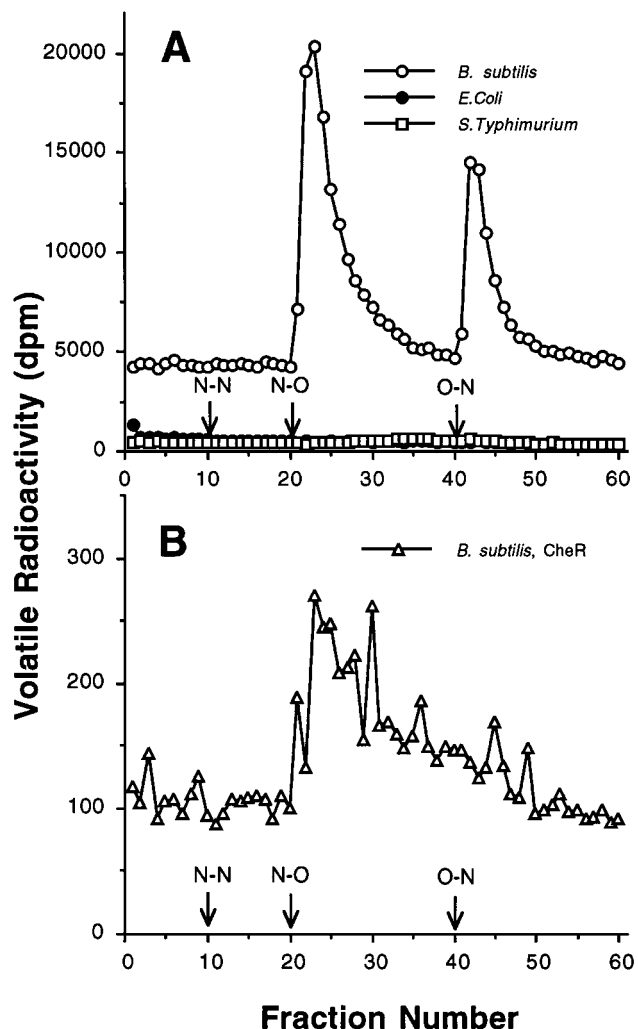 A
20000
15000
10000
5000
0
B. subtilis
E.Coli
S.Typhimurium
N-N
N-O
O-N
0 10 20 30 40 50 60
Volatile Radioactivity (dpm)
B
300
200
100
0
B. subtilis, CheR
N-N
N-O
O-N
0 10 20 30 40 50 60
Fraction Number